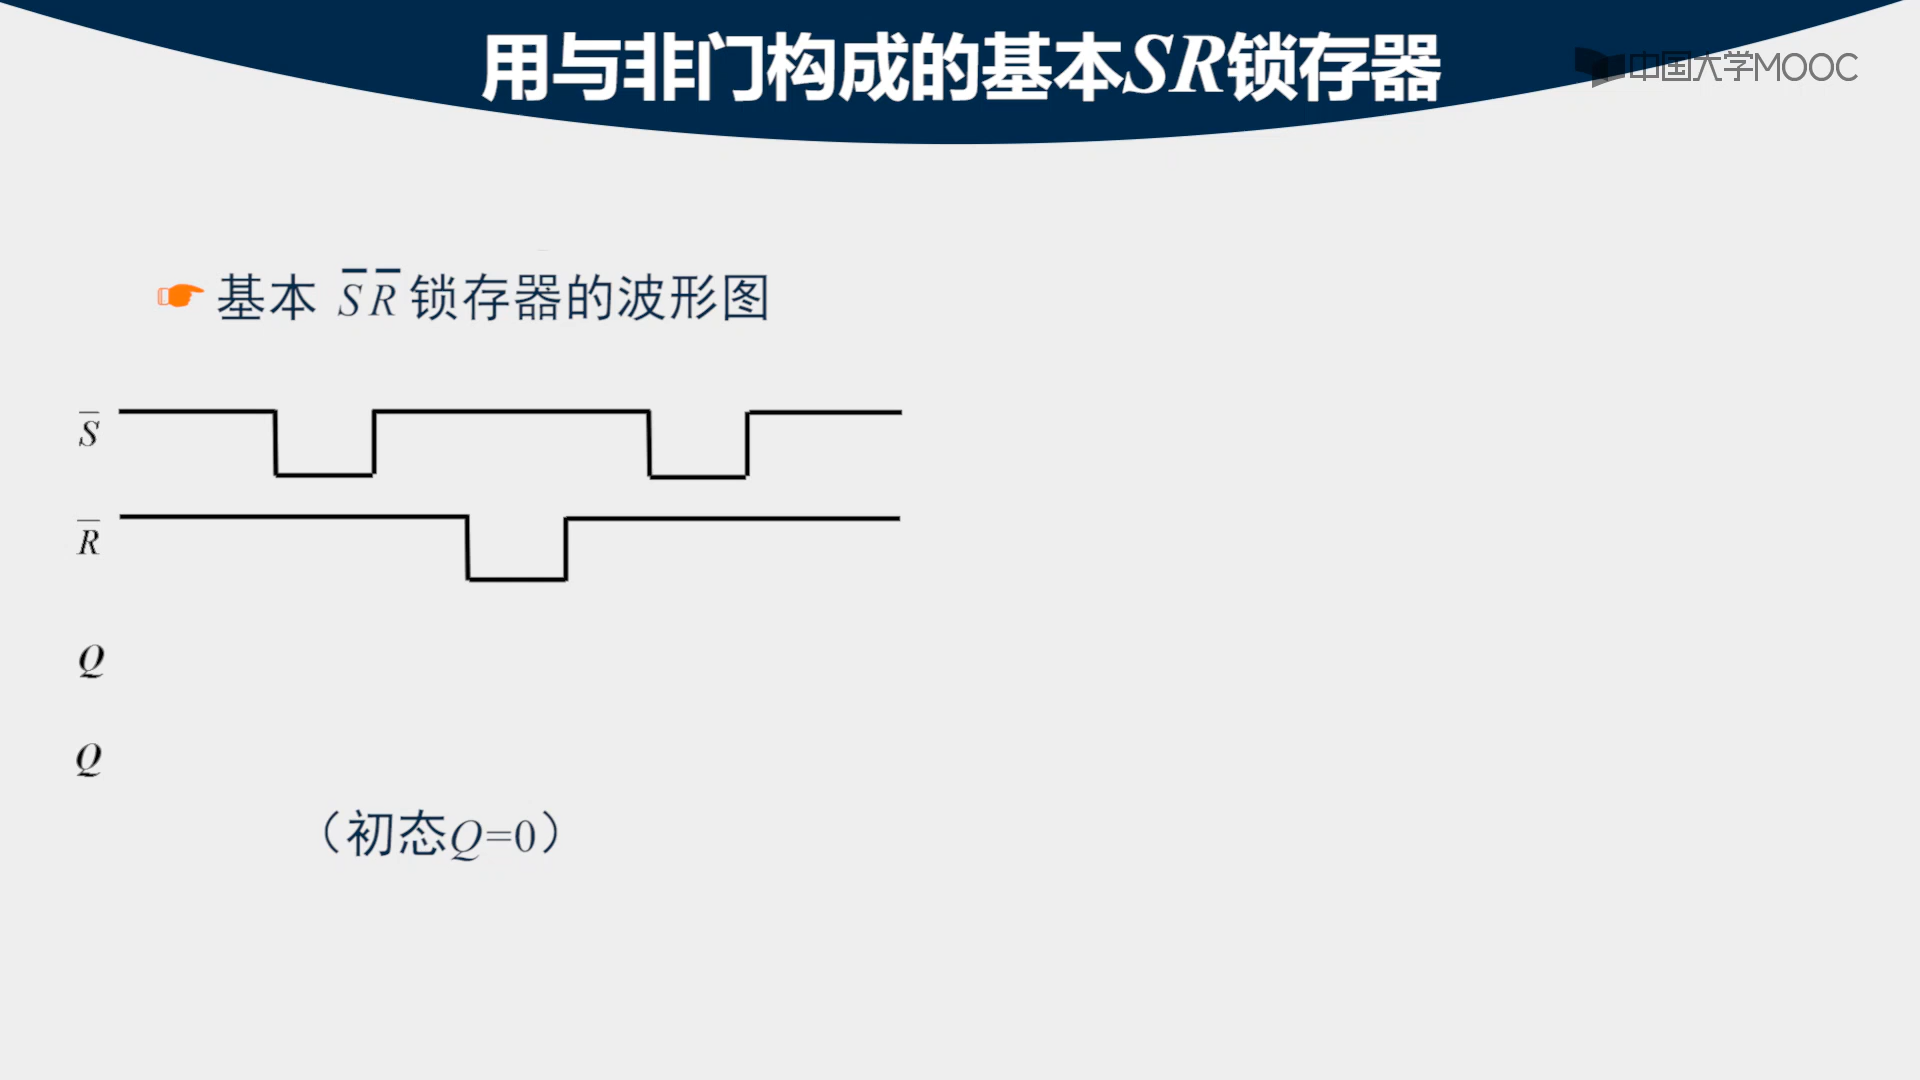 用与非门构成的基本SR锁存器
中国大学MOOC
基本 S̅R̅ 锁存器的波形图
S̅
R̅
Q
Q
（初态Q=0）